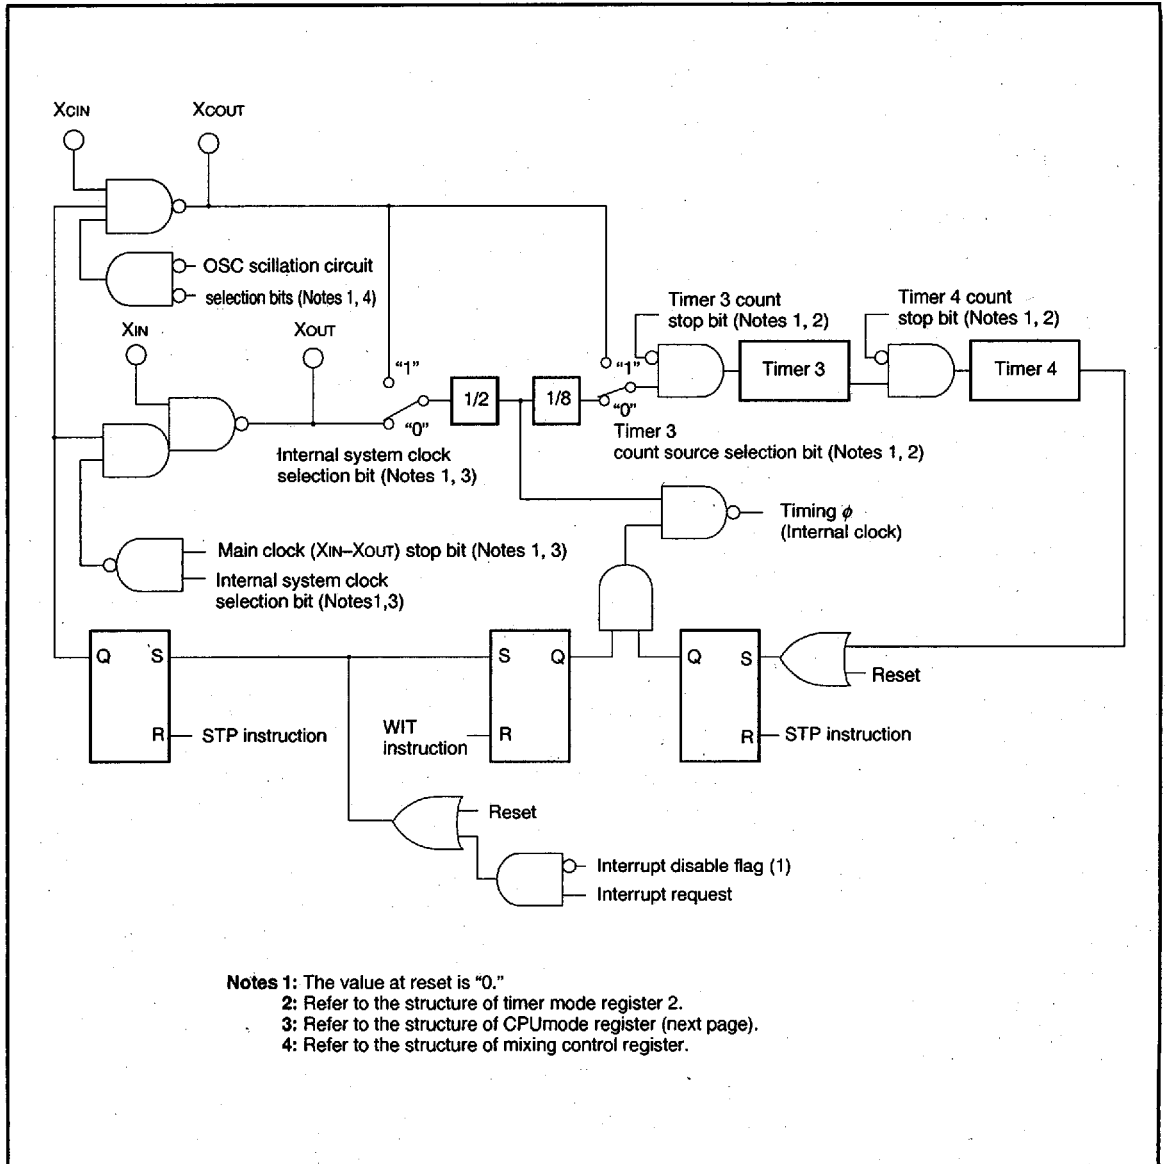 XCIN
XCOUT
OSC scillation circuit
selection bits (Notes 1, 4)
XIN
XOUT
"1"
"0"
Internal system clock
selection bit (Notes 1, 3)
1/2
1/8
"1"
"0"
Timer 3
count source selection bit (Notes 1, 2)
Timer 3 count
stop bit (Notes 1, 2)
Timer 3
Timer 4 count
stop bit (Notes 1, 2)
Timer 4
Timing ϕ
(Internal clock)
Main clock (XIN–XOUT) stop bit (Notes 1, 3)
Internal system clock
selection bit (Notes1,3)
Q S
R
STP instruction
S Q
R
WIT
instruction
Q S
R
STP instruction
Reset
Reset
Interrupt disable flag (1)
Interrupt request
Notes 1: The value at reset is "0."
2: Refer to the structure of timer mode register 2.
3: Refer to the structure of CPUmode register (next page).
4: Refer to the structure of mixing control register.